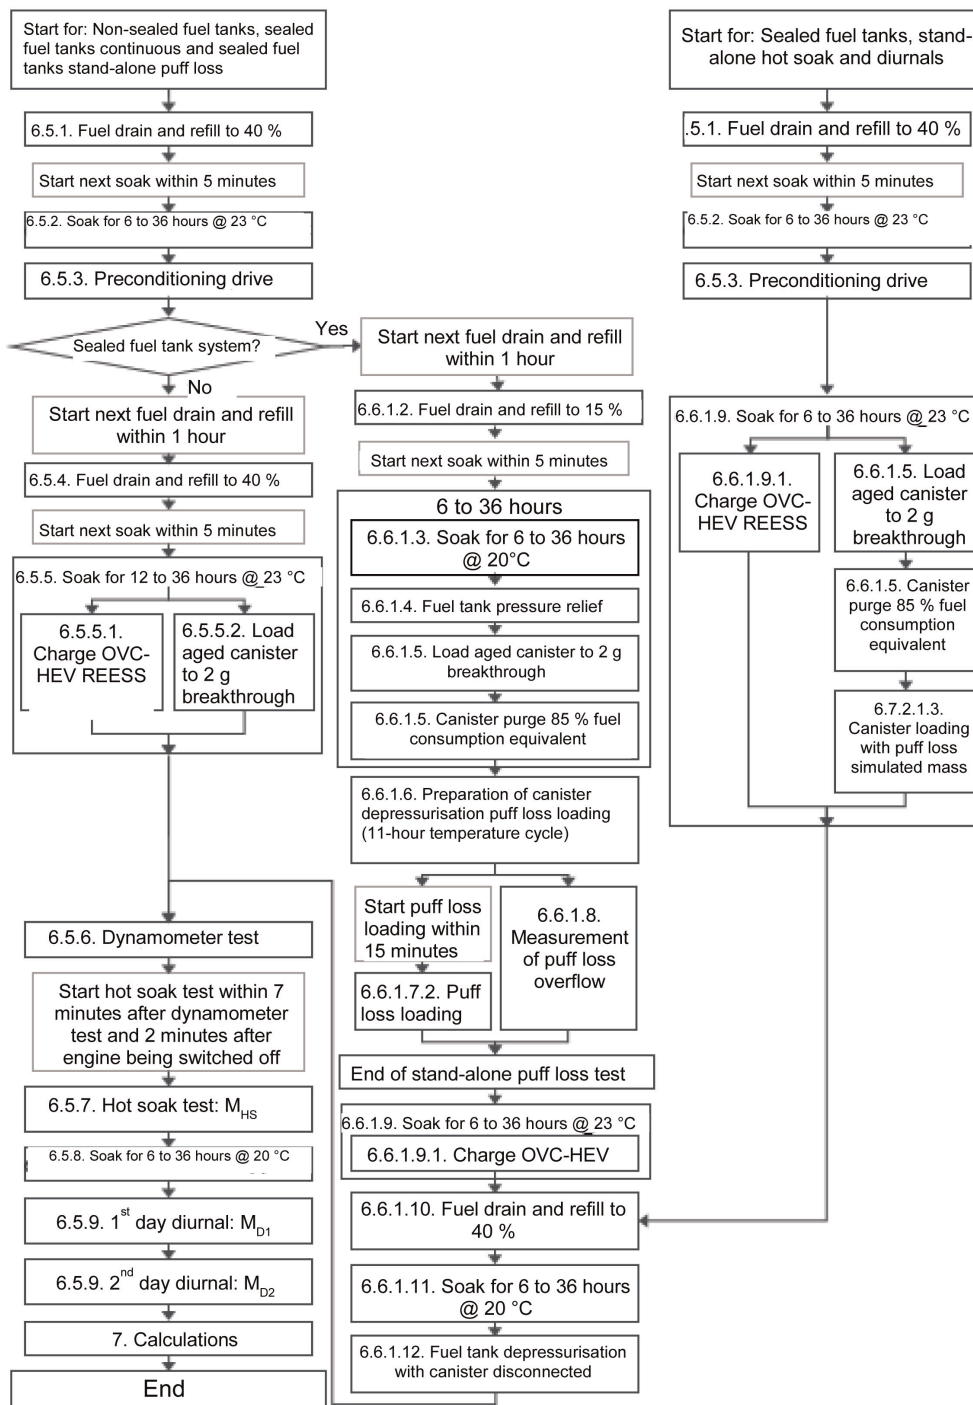 Start for: Non-sealed fuel tanks, sealed
fuel tanks continuous and sealed fuel
tanks stand-alone puff loss
6.5.1. Fuel drain and refill to 40 %
Start next soak within 5 minutes
6.5.2. Soak for 6 to 36 hours @ 23 °C
6.5.3. Preconditioning drive
Sealed fuel tank system?
Yes
No
Start next fuel drain and refill
within 1 hour
6.5.4. Fuel drain and refill to 40 %
Start next soak within 5 minutes
6.5.5. Soak for 12 to 36 hours @ 23 °C
6.5.5.1.
Charge OVC-
HEV REESS
6.5.5.2. Load
aged canister
to 2 g
breakthrough
6.5.6. Dynamometer test
Start hot soak test within 7
minutes after dynamometer
test and 2 minutes after
engine being switched off
6.5.7. Hot soak test: MHS
6.5.8. Soak for 6 to 36 hours @ 20 °C
6.5.9. 1st day diurnal: MD1
6.5.9. 2nd day diurnal: MD2
7. Calculations
End
Start next fuel drain and refill
within 1 hour
6.6.1.2. Fuel drain and refill to 15 %
Start next soak within 5 minutes
6 to 36 hours
6.6.1.3. Soak for 6 to 36 hours
@ 20°C
6.6.1.4. Fuel tank pressure relief
6.6.1.5. Load aged canister to 2 g
breakthrough
6.6.1.5. Canister purge 85 % fuel
consumption equivalent
6.6.1.6. Preparation of canister
depressurisation puff loss loading
(11-hour temperature cycle)
Start puff loss
loading within
15 minutes
6.6.1.7.2. Puff
loss loading
6.6.1.8.
Measurement
of puff loss
overflow
End of stand-alone puff loss test
6.6.1.9. Soak for 6 to 36 hours @ 23 °C
6.6.1.9.1. Charge OVC-HEV
6.6.1.10. Fuel drain and refill to
40 %
6.6.1.11. Soak for 6 to 36 hours
@ 20 °C
6.6.1.12. Fuel tank depressurisation
with canister disconnected
Start for: Sealed fuel tanks, stand-
alone hot soak and diurnals
.5.1. Fuel drain and refill to 40 %
Start next soak within 5 minutes
6.5.2. Soak for 6 to 36 hours @ 23 °C
6.5.3. Preconditioning drive
6.6.1.9. Soak for 6 to 36 hours @ 23 °C
6.6.1.9.1.
Charge OVC-
HEV REESS
6.6.1.5. Load
aged canister
to 2 g
breakthrough
6.6.1.5. Canister
purge 85 % fuel
consumption
equivalent
6.7.2.1.3.
Canister loading
with puff loss
simulated mass